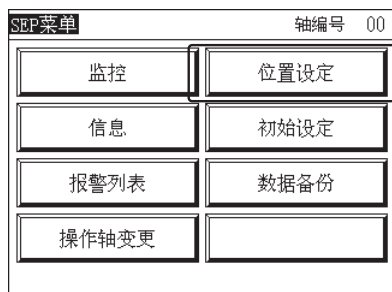 SEP菜单 轴编号 00
监控 位置设定
信息 初始设定
报警列表 数据备份
操作轴变更